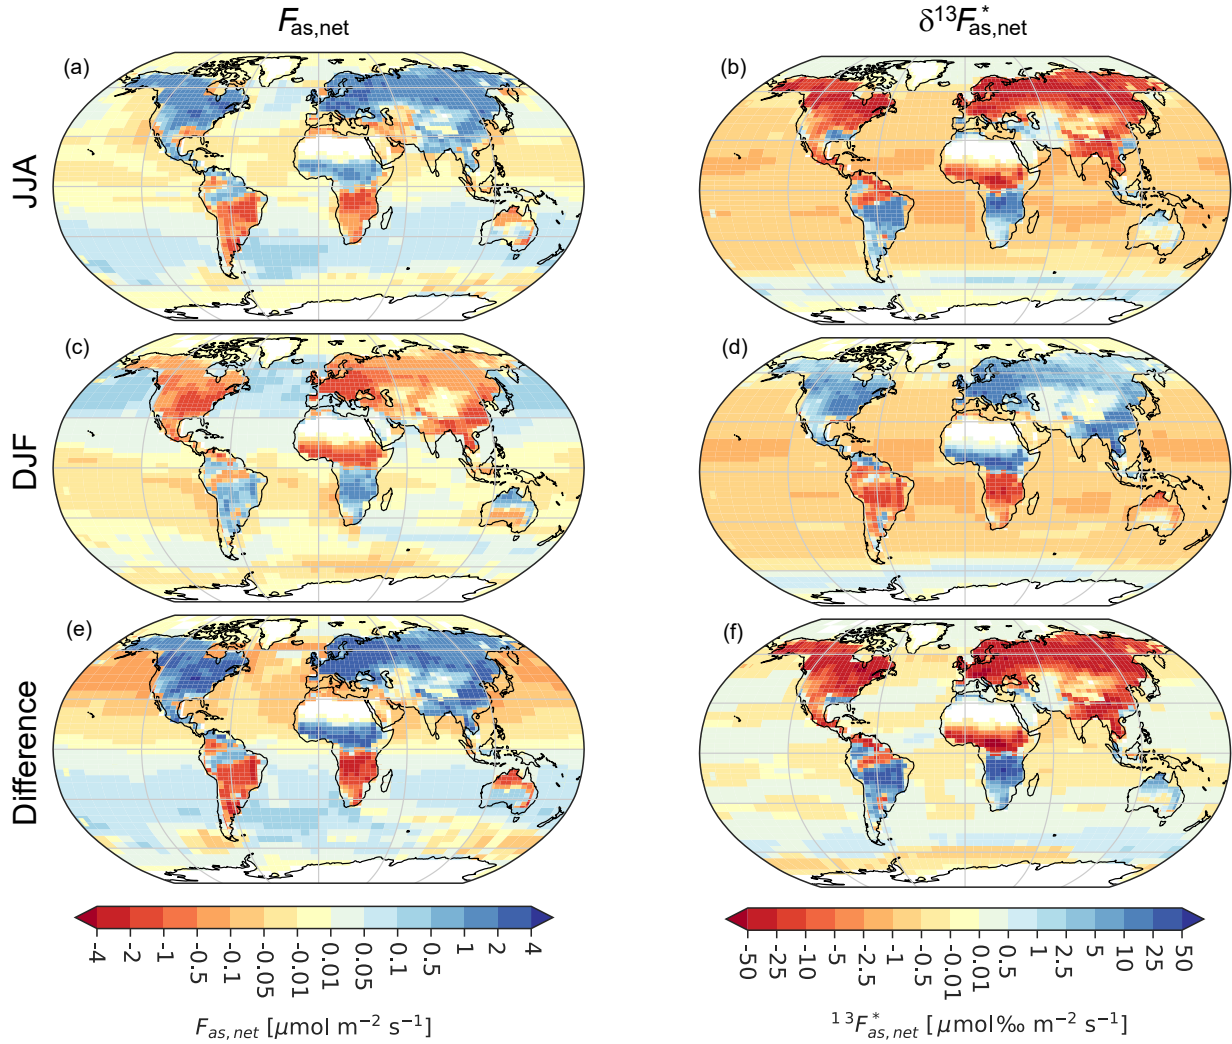 F_as,net
δ¹³F*_as,net
(a)
(b)
JJA
(c)
(d)
DJF
(e)
(f)
Difference
-4 -2 -1 -0.5 -0.1 -0.05 -0.01 0.01 0.05 0.1 0.5 1 2 4
-50 -25 -10 -5 -2.5 -1 -0.5 -0.01 0.01 0.5 1 2.5 5 10 25 50
F_as,net [μmol m⁻² s⁻¹]
¹³F*_as,net [μmol‰ m⁻² s⁻¹]